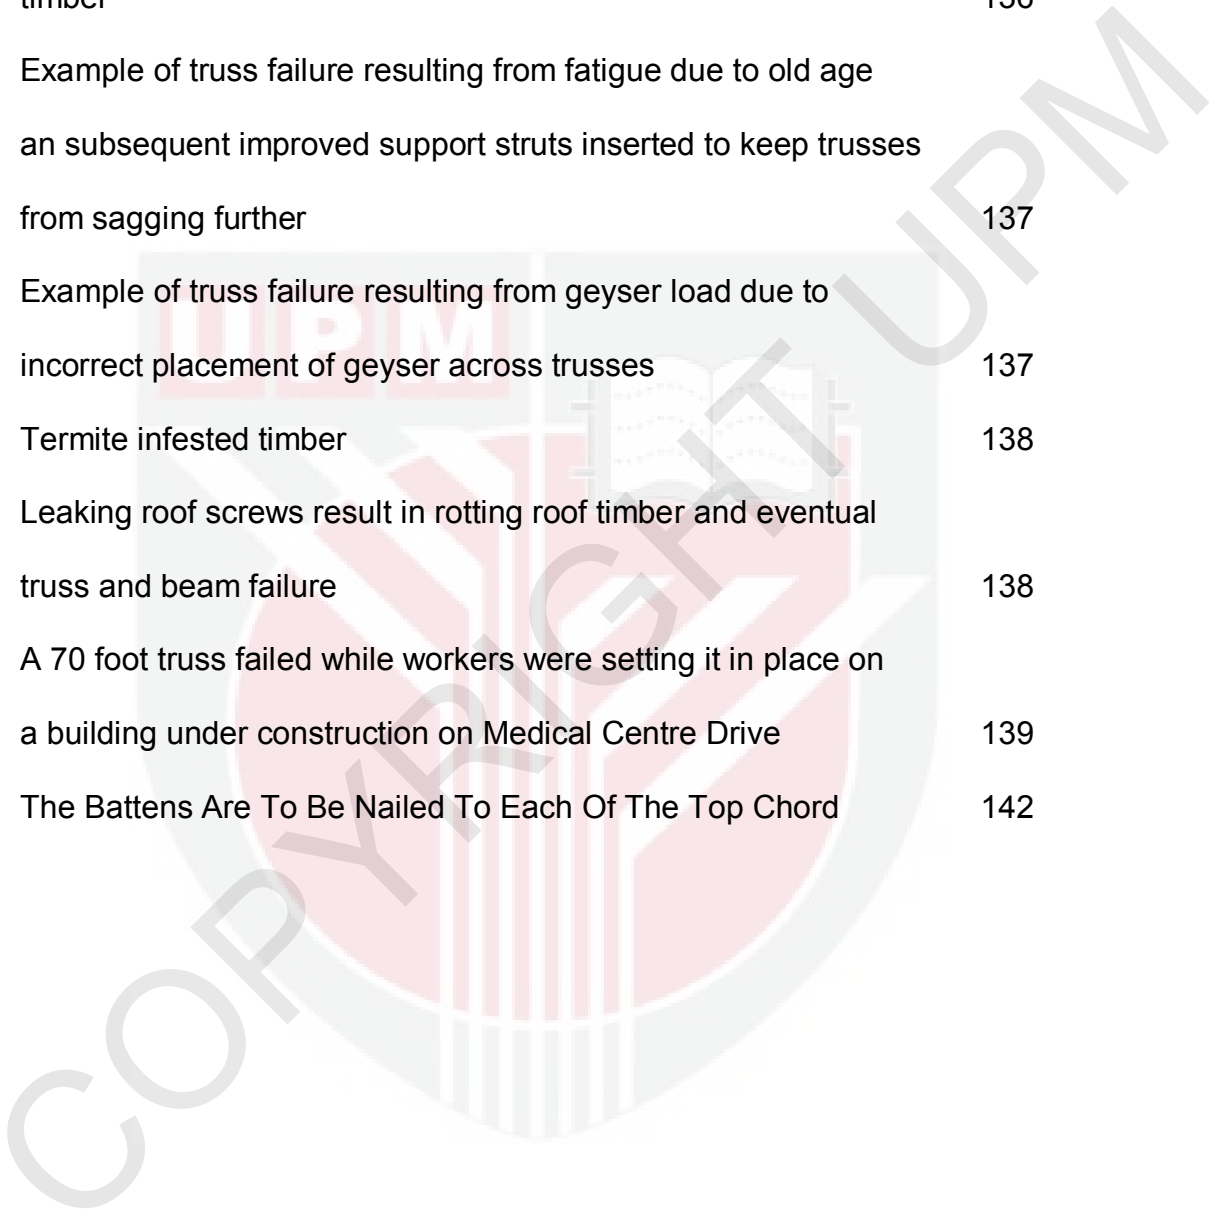 timber 136
Example of truss failure resulting from fatigue due to old age
an subsequent improved support struts inserted to keep trusses
from sagging further 137
Example of truss failure resulting from geyser load due to
incorrect placement of geyser across trusses 137
Termite infested timber 138
Leaking roof screws result in rotting roof timber and eventual
truss and beam failure 138
A 70 foot truss failed while workers were setting it in place on
a building under construction on Medical Centre Drive 139
The Battens Are To Be Nailed To Each Of The Top Chord 142
UPM
COPYRIGHT UPM